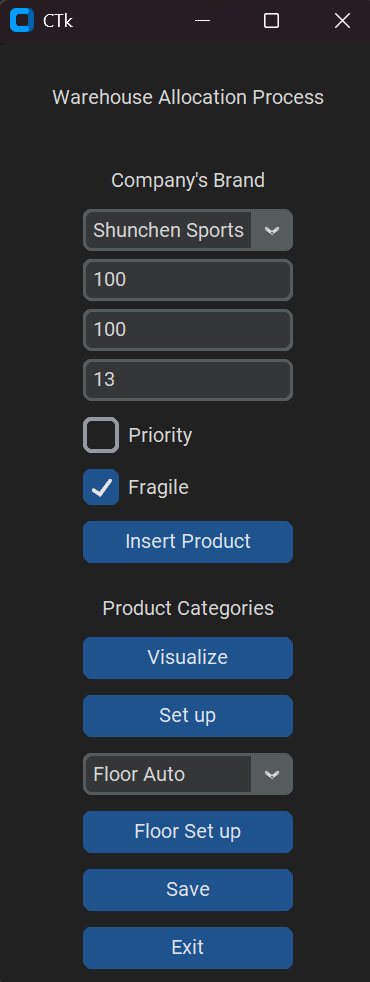 CTk
Warehouse Allocation Process
Company's Brand
Shunchen Sports
100
100
13
Priority
Fragile
Insert Product
Product Categories
Visualize
Set up
Floor Auto
Floor Set up
Save
Exit